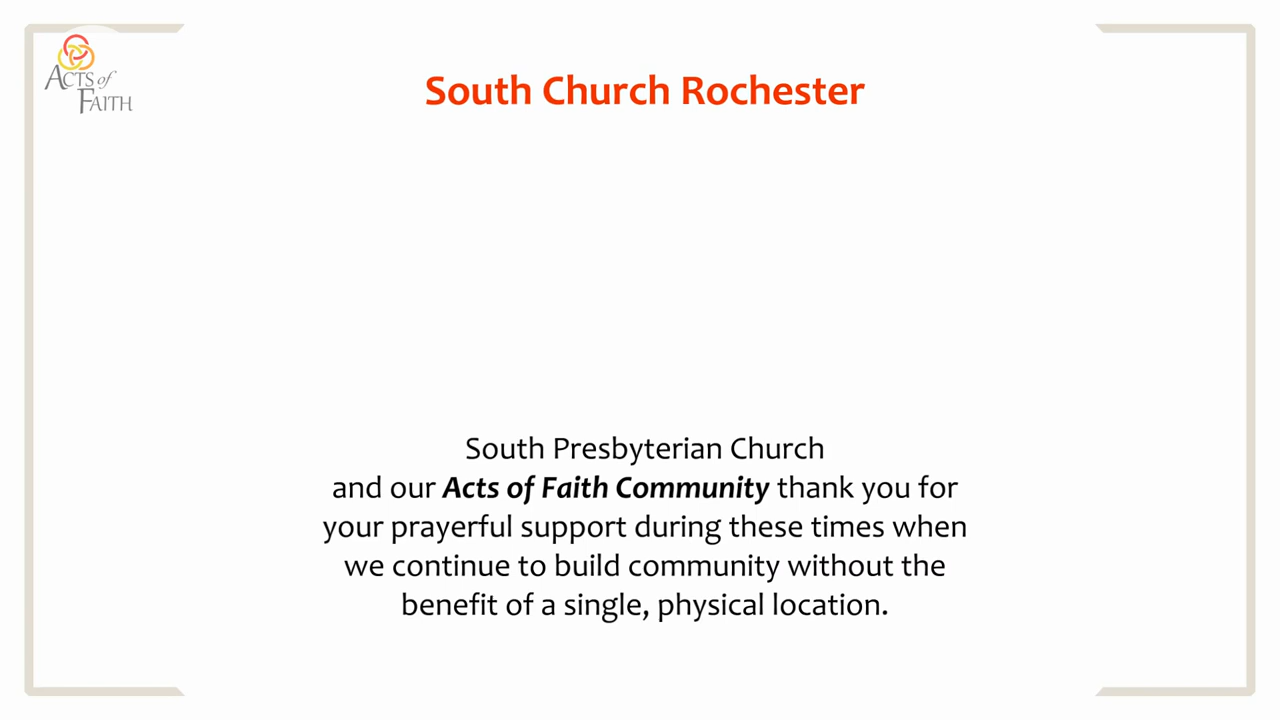 ACTS of
FAITH
South Church Rochester
South Presbyterian Church
and our Acts of Faith Community thank you for
your prayerful support during these times when
we continue to build community without the
benefit of a single, physical location.